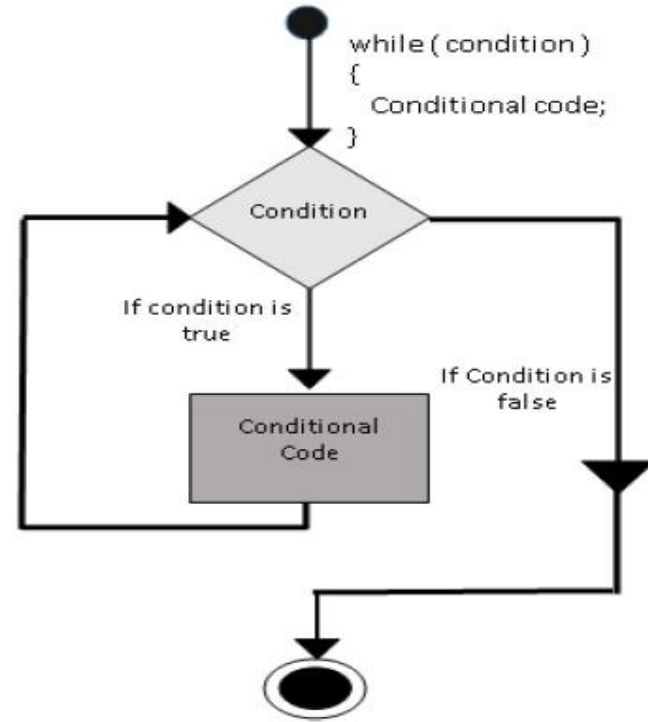 while ( condition )
{
Conditional code;
}
Condition
If condition is
true
If Condition is
false
Conditional
Code